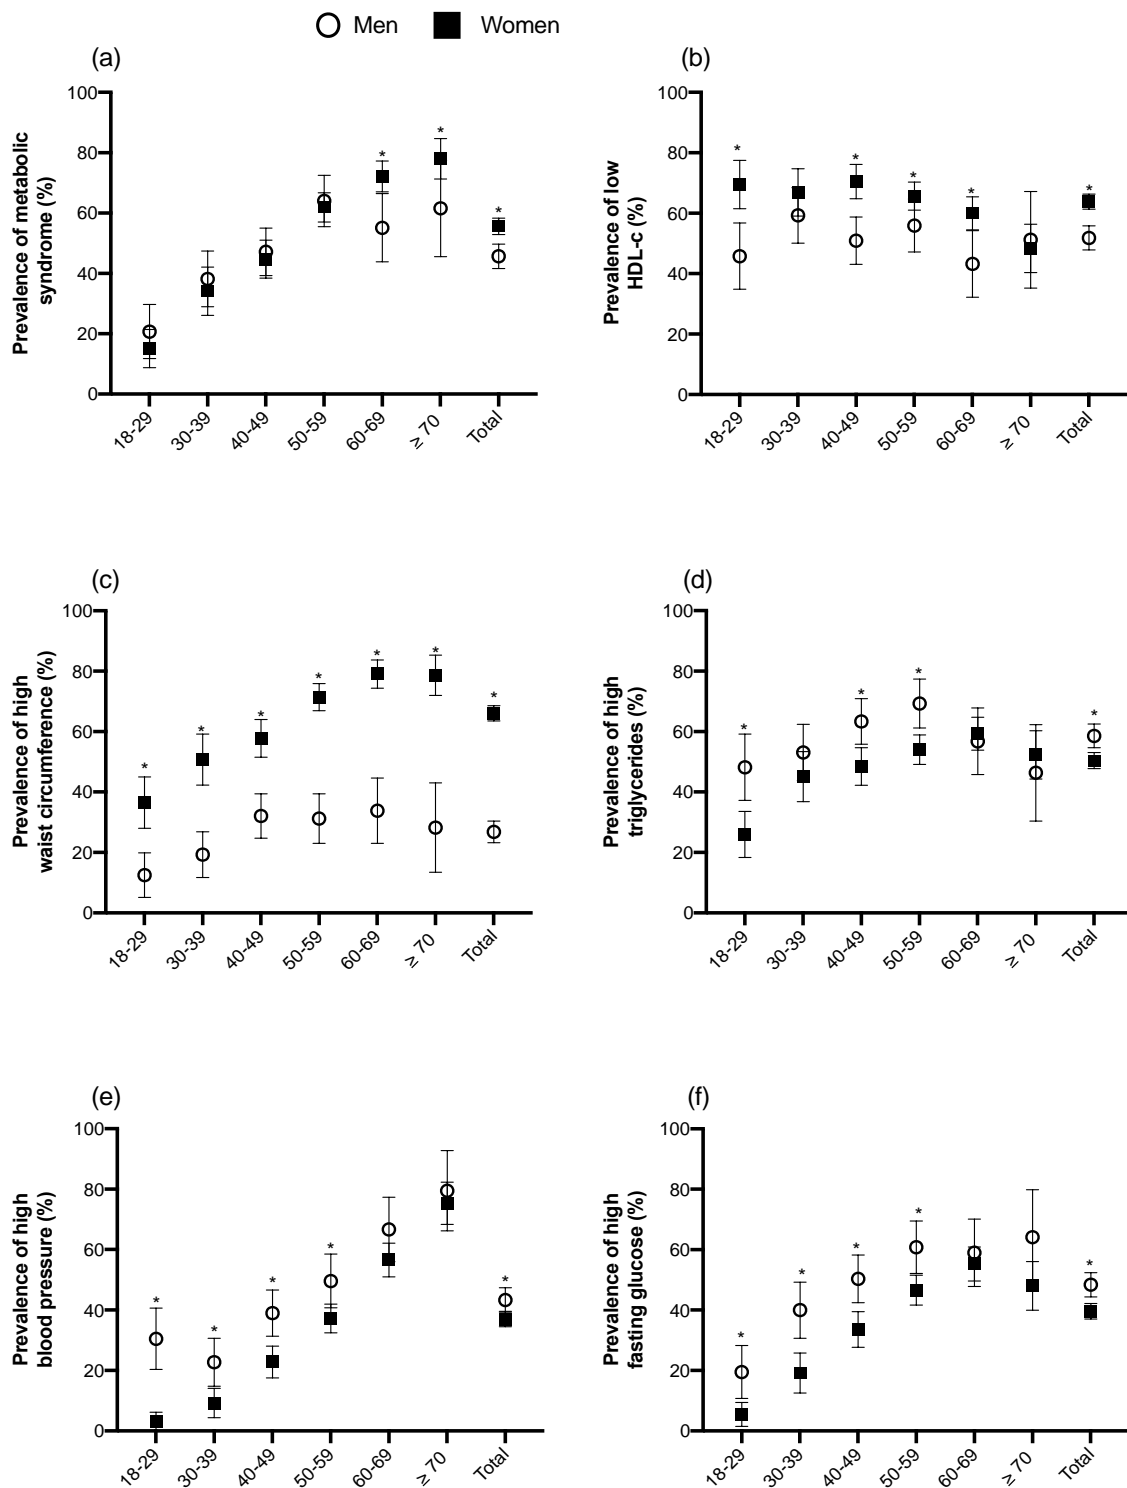 Men Women
(a)
Prevalence of metabolic
syndrome (%)
100
80
60
40
20
0
* * *
18-29 30-39 40-49 50-59 60-69 ≥ 70 Total
(b)
Prevalence of low
HDL-c (%)
100
80
60
40
20
0
* * * * *
18-29 30-39 40-49 50-59 60-69 ≥ 70 Total
(c)
Prevalence of high
waist circumference (%)
100
80
60
40
20
0
* * * * * * *
18-29 30-39 40-49 50-59 60-69 ≥ 70 Total
(d)
Prevalence of high
triglycerides (%)
100
80
60
40
20
0
* * * *
18-29 30-39 40-49 50-59 60-69 ≥ 70 Total
(e)
Prevalence of high
blood pressure (%)
100
80
60
40
20
0
* * * * *
18-29 30-39 40-49 50-59 60-69 ≥ 70 Total
(f)
Prevalence of high
fasting glucose (%)
100
80
60
40
20
0
* * * * *
18-29 30-39 40-49 50-59 60-69 ≥ 70 Total